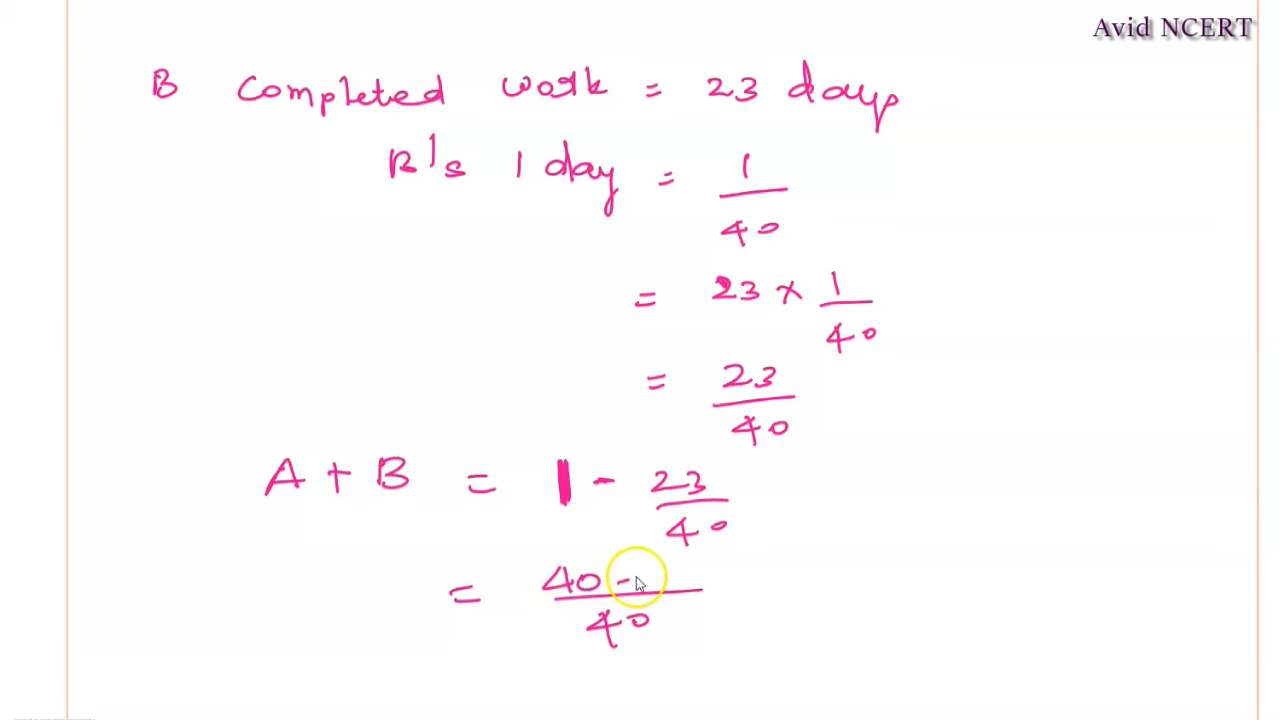 Avid NCERT
B completed work = 23 days
B's 1 day = 1/40
= 23 × 1/40
= 23/40
A + B = 1 - 23/40
= 40 - /40